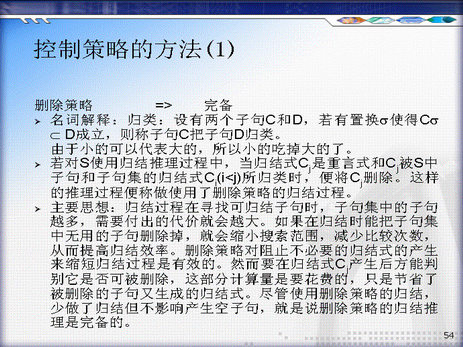 控制策略的方法(1)
删除策略 => 完备
➢ 名词解释：归类：设有两个子句C和D，若有置换σ使得Cσ
⊂ D成立，则称子句C把子句D归类。
由于小的可以代表大的，所以小的吃掉大的了。
➢ 若对S使用归结推理过程中，当归结式Cj是重言式和Cj被S中
子句和子句集的归结式Ci(i<j)所归类时，便将Cj删除。这样
的推理过程便称做使用了删除策略的归结过程。
➢ 主要思想：归结过程在寻找可归结子句时，子句集中的子句
越多，需要付出的代价就会越大。如果在归结时能把子句集
中无用的子句删除掉，就会缩小搜索范围，减少比较次数，
从而提高归结效率。删除策略对阻止不必要的归结式的产生
来缩短归结过程是有效的。然而要在归结式Cj产生后方能判
别它是否可被删除，这部分计算量是要花费的，只是节省了
被删除的子句又生成的归结式。尽管使用删除策略的归结，
少做了归结但不影响产生空子句，就是说删除策略的归结推
理是完备的。
54